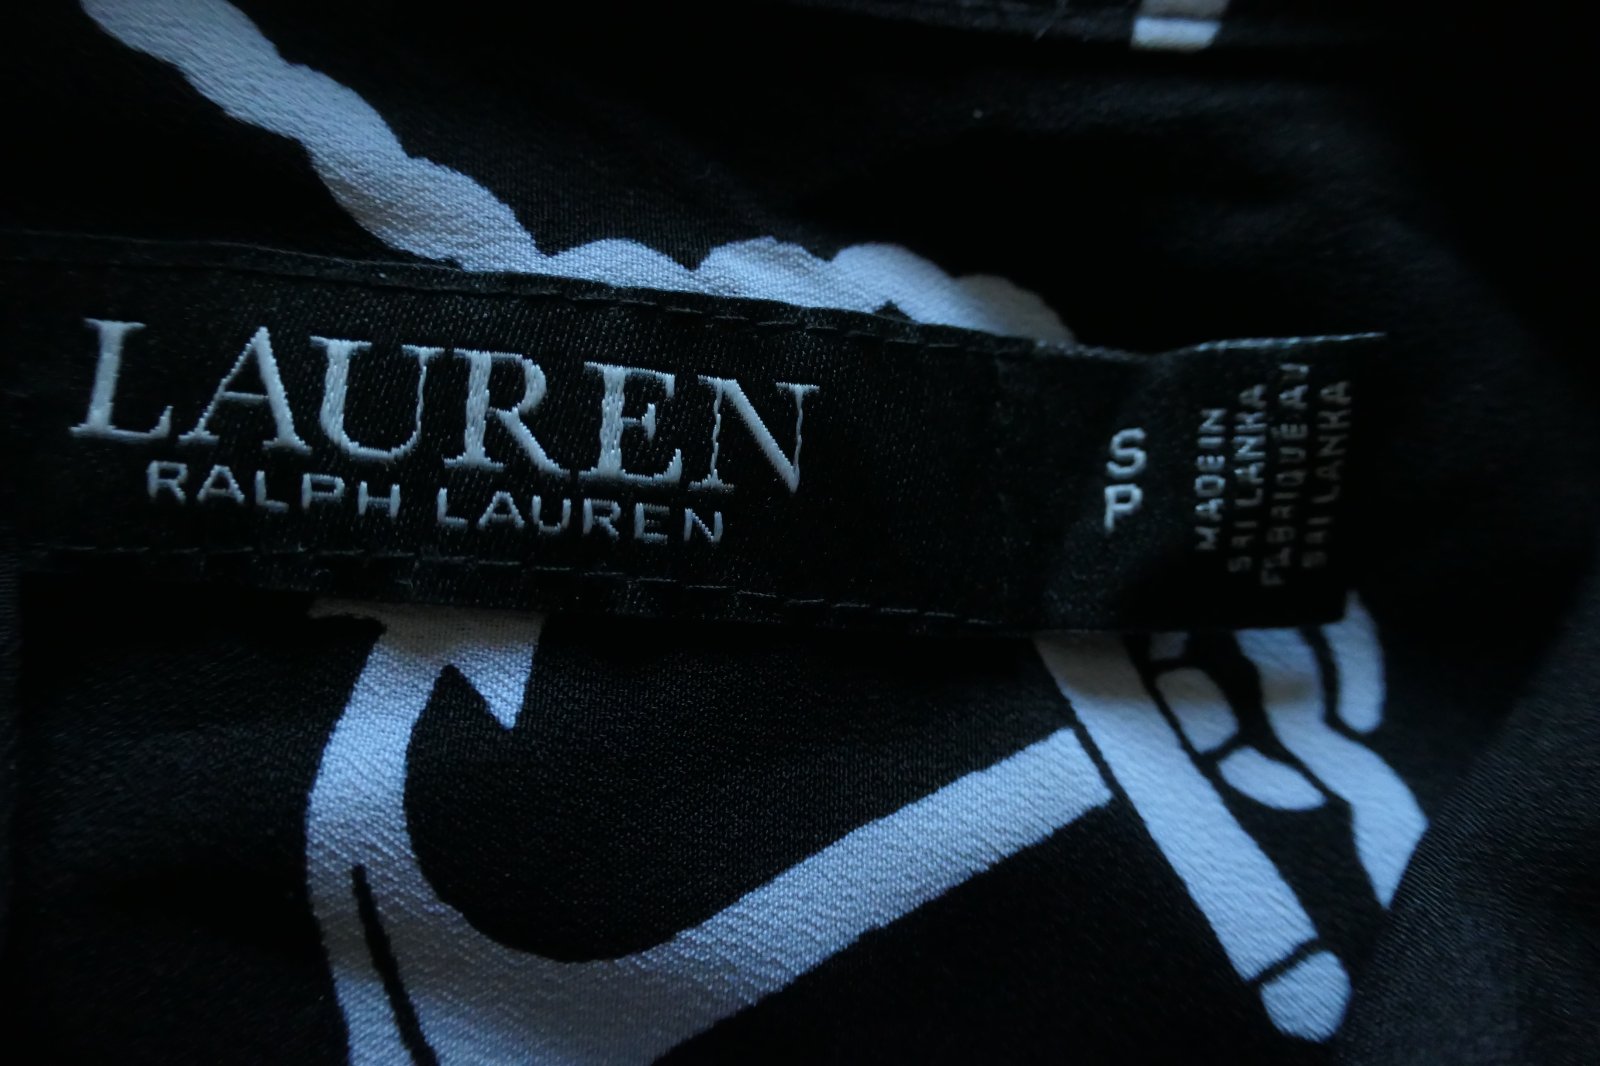 LAUREN
RALPH LAUREN
S
P
MADE IN
SRI LANKA
FABRIQUÉ AU
SRI LANKA